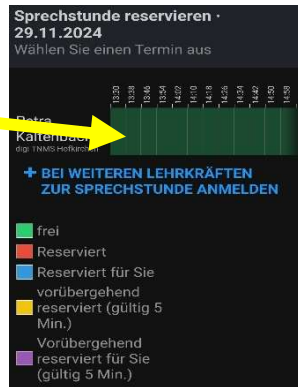 Sprechstunde reservieren ·
29.11.2024
Wählen Sie einen Termin aus
13:30 13:38 13:46 13:54 14:02 14:10 14:18 14:26 14:34 14:42 14:50 14:58
Petra
Kaltenbach
digi TNMS Hofkirchen
+ BEI WEITEREN LEHRKRÄFTEN
ZUR SPRECHSTUNDE ANMELDEN
frei
Reserviert
Reserviert für Sie
vorübergehend
reserviert (gültig 5
Min.)
Vorübergehend
reserviert für Sie
(gültig 5 Min.)